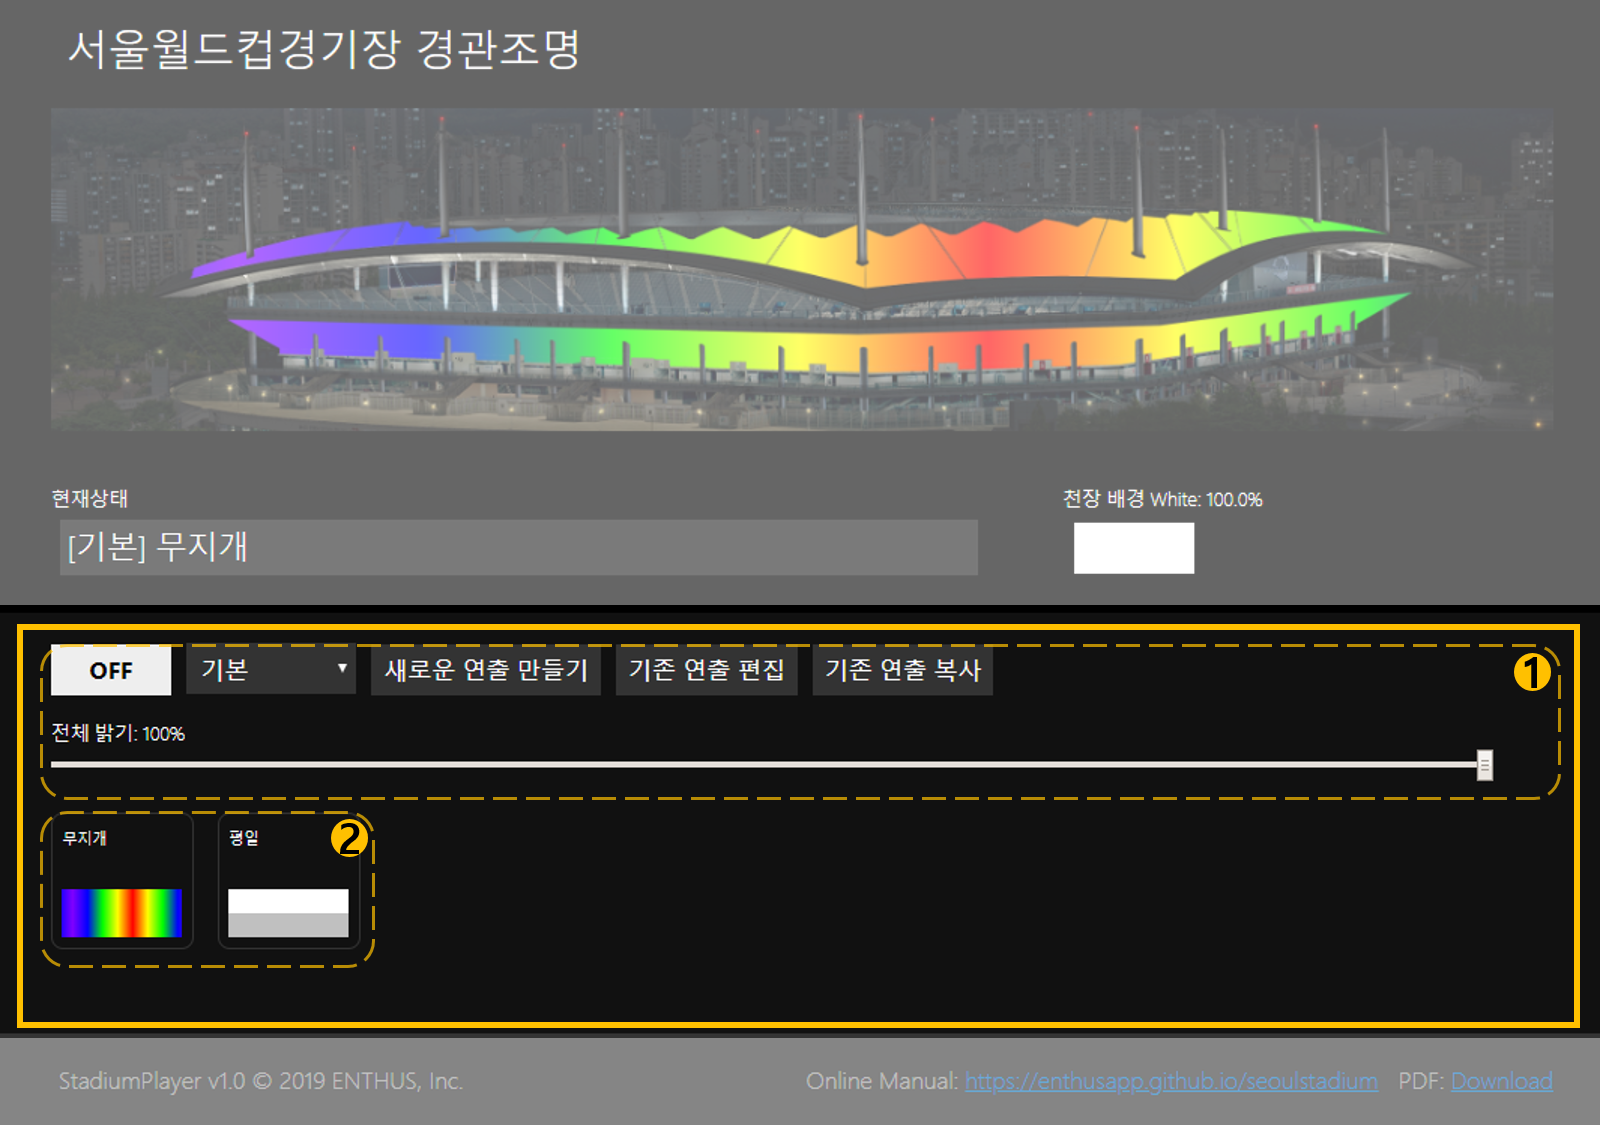 서울월드컵경기장 경관조명
현재상태
천장 배경 White: 100.0%
[기본] 무지개
OFF
기본
새로운 연출 만들기
기존 연출 편집
기존 연출 복사
1
전체 밝기: 100%
무지개
평일
2
StadiumPlayer v1.0 © 2019 ENTHUS, Inc.
Online Manual: https://enthusapp.github.io/seoulstadium PDF: Download